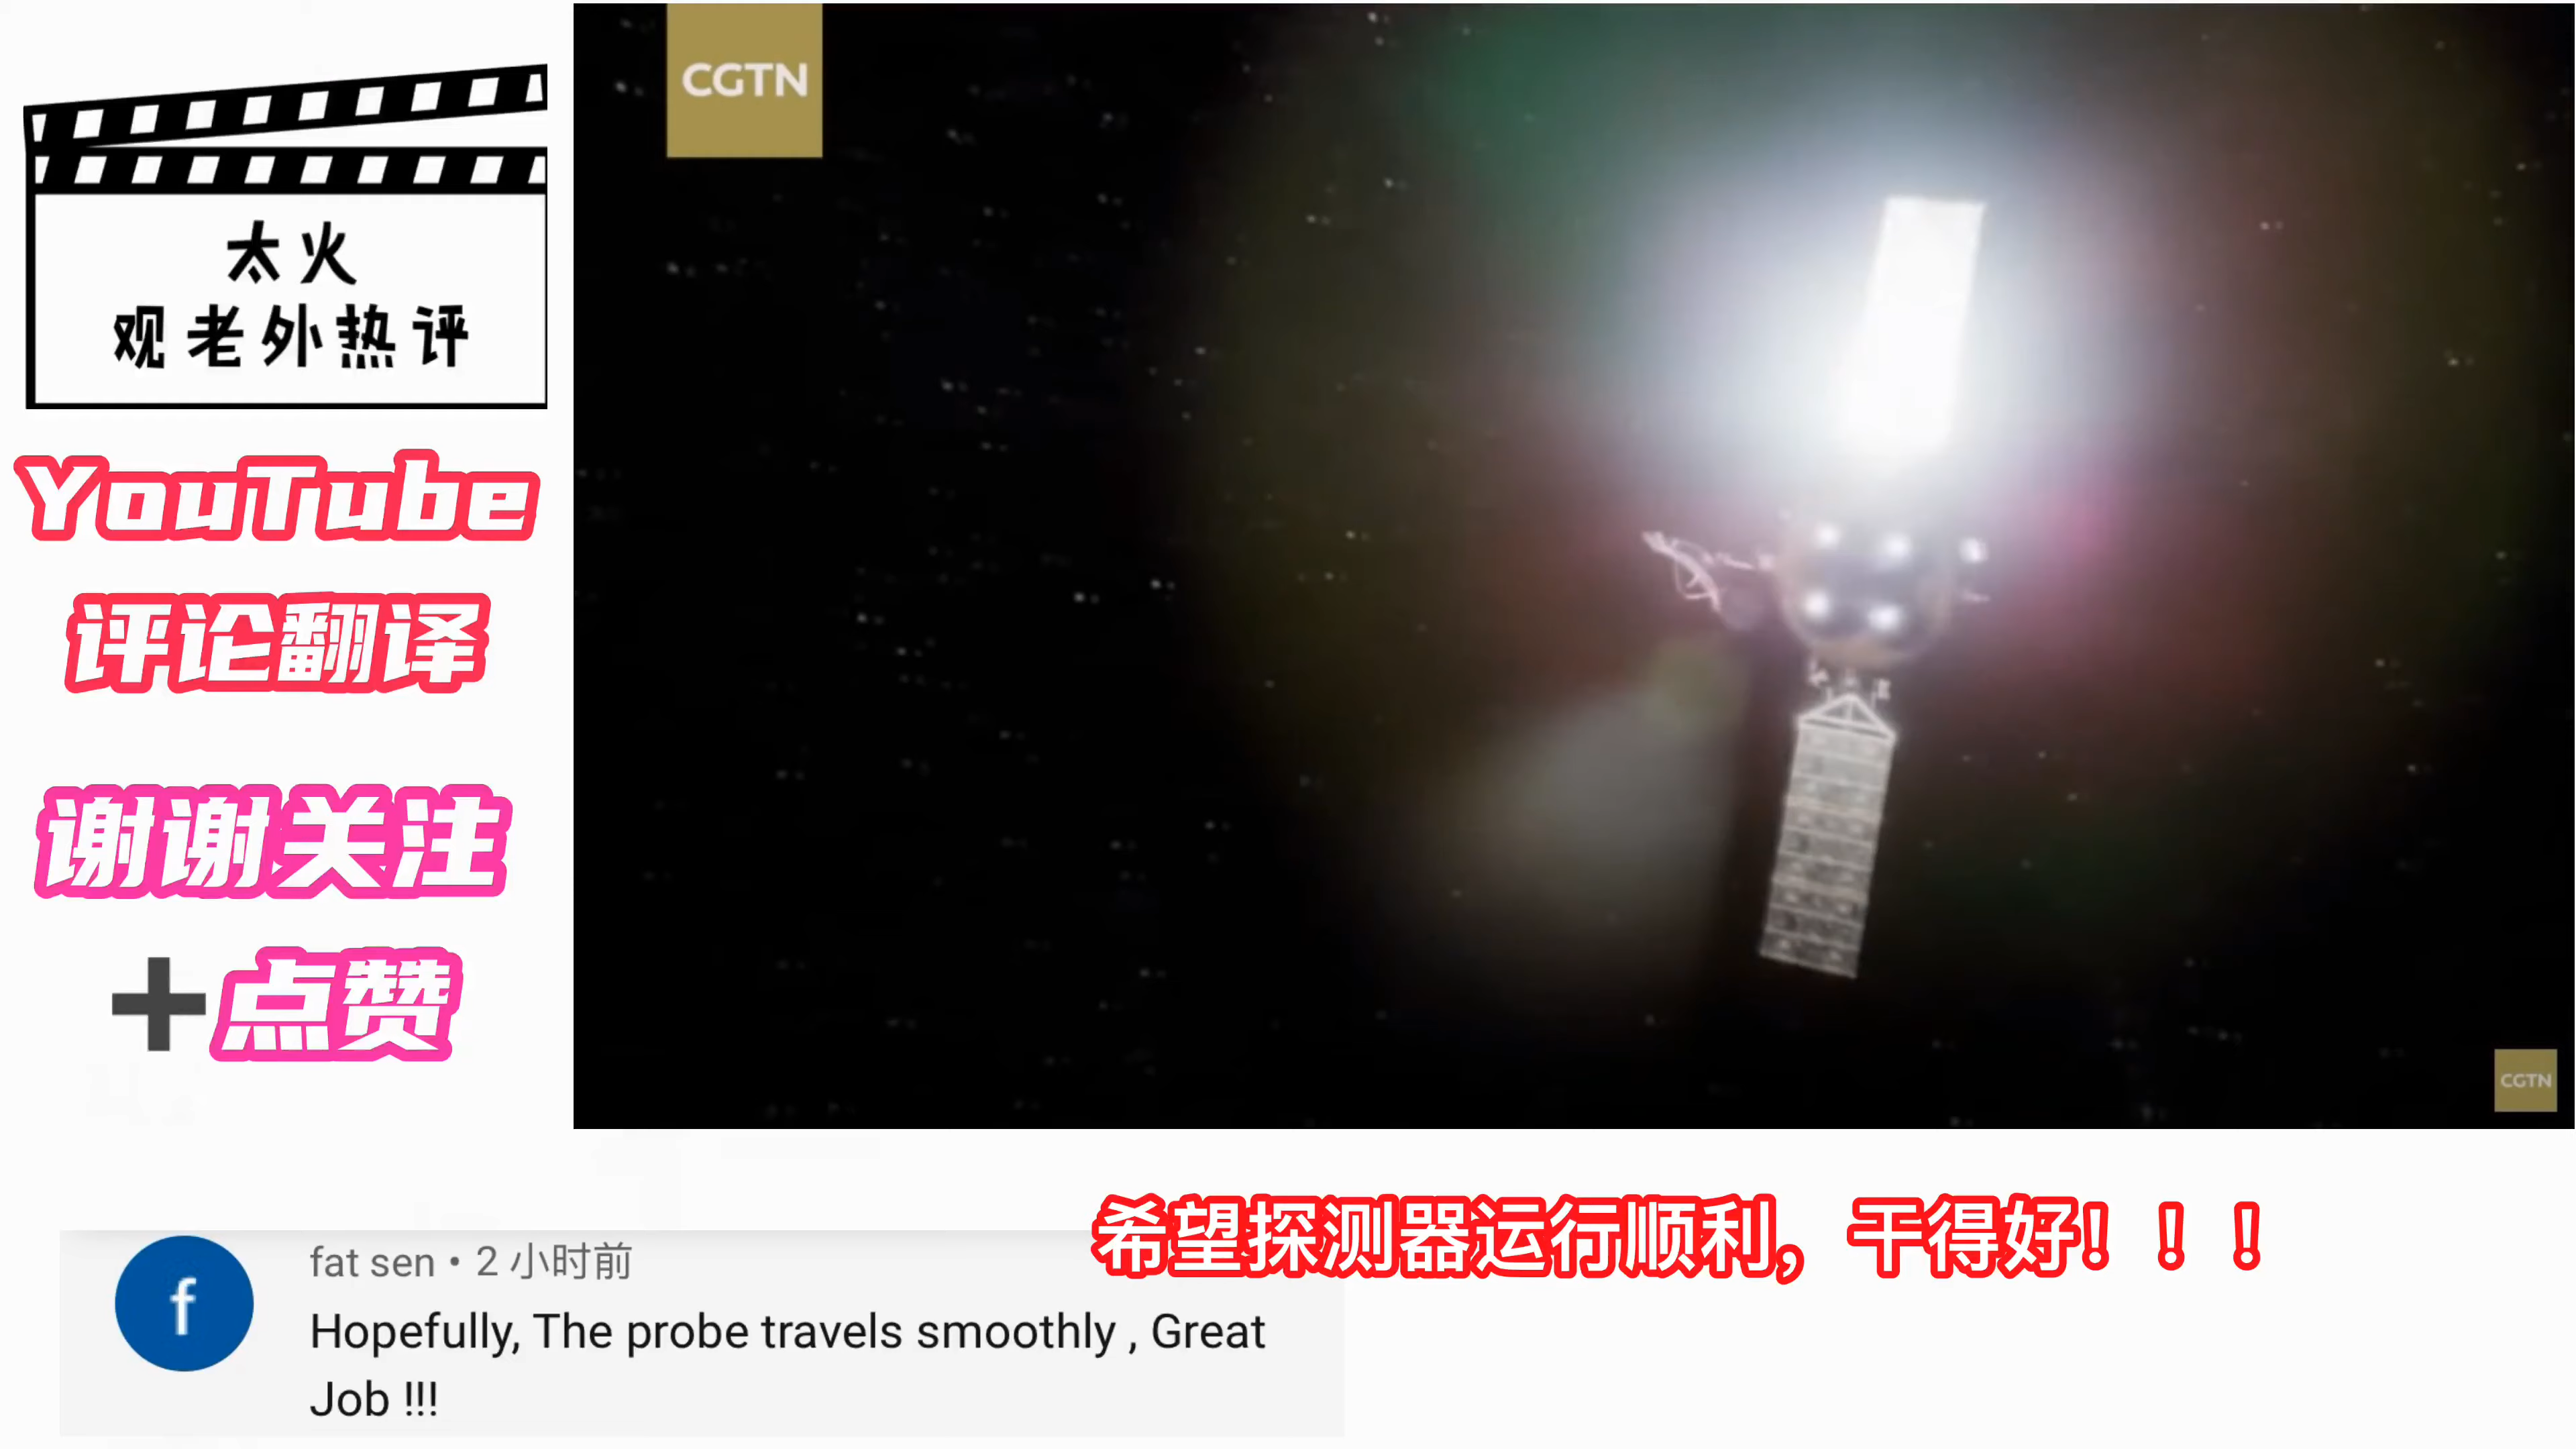 CGTN
太火
观老外热评
YouTube
评论翻译
谢谢关注
➕点赞
CGTN
希望探测器运行顺利，干得好！！！
f
fat sen • 2 小时前
Hopefully, The probe travels smoothly , Great
Job !!!